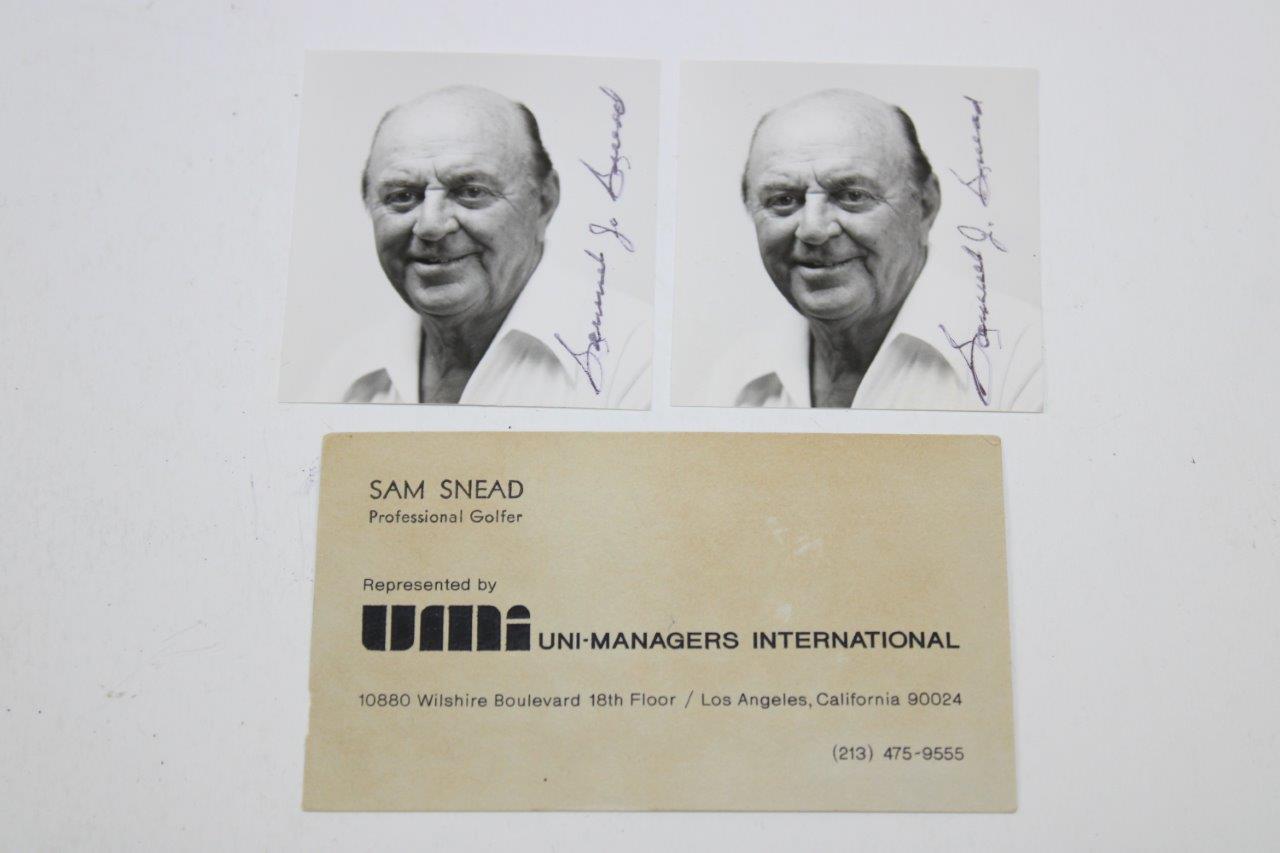 Samuel J. Snead
Samuel J. Snead
SAM SNEAD
Professional Golfer
Represented by
umi UNI-MANAGERS INTERNATIONAL
10880 Wilshire Boulevard 18th Floor / Los Angeles, California 90024
(213) 475-9555